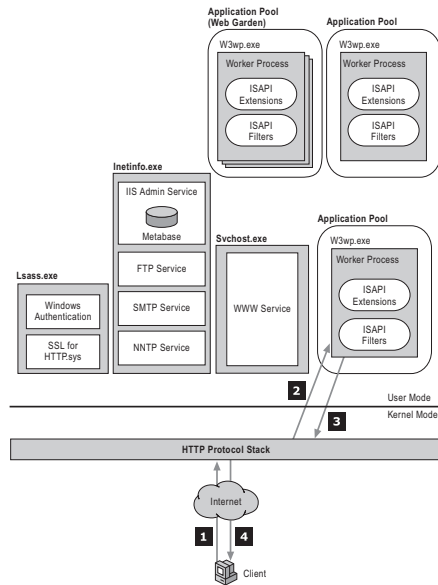 Application Pool
(Web Garden)
W3wp.exe
Worker Process
ISAPI
Extensions
ISAPI
Filters
Application Pool
W3wp.exe
Worker Process
ISAPI
Extensions
ISAPI
Filters
Inetinfo.exe
IIS Admin Service
Metabase
FTP Service
SMTP Service
NNTP Service
Svchost.exe
WWW Service
Application Pool
W3wp.exe
Worker Process
ISAPI
Extensions
ISAPI
Filters
Lsass.exe
Windows
Authentication
SSL for
HTTP.sys
2
User Mode
Kernel Mode
3
HTTP Protocol Stack
Internet
1
4
Client